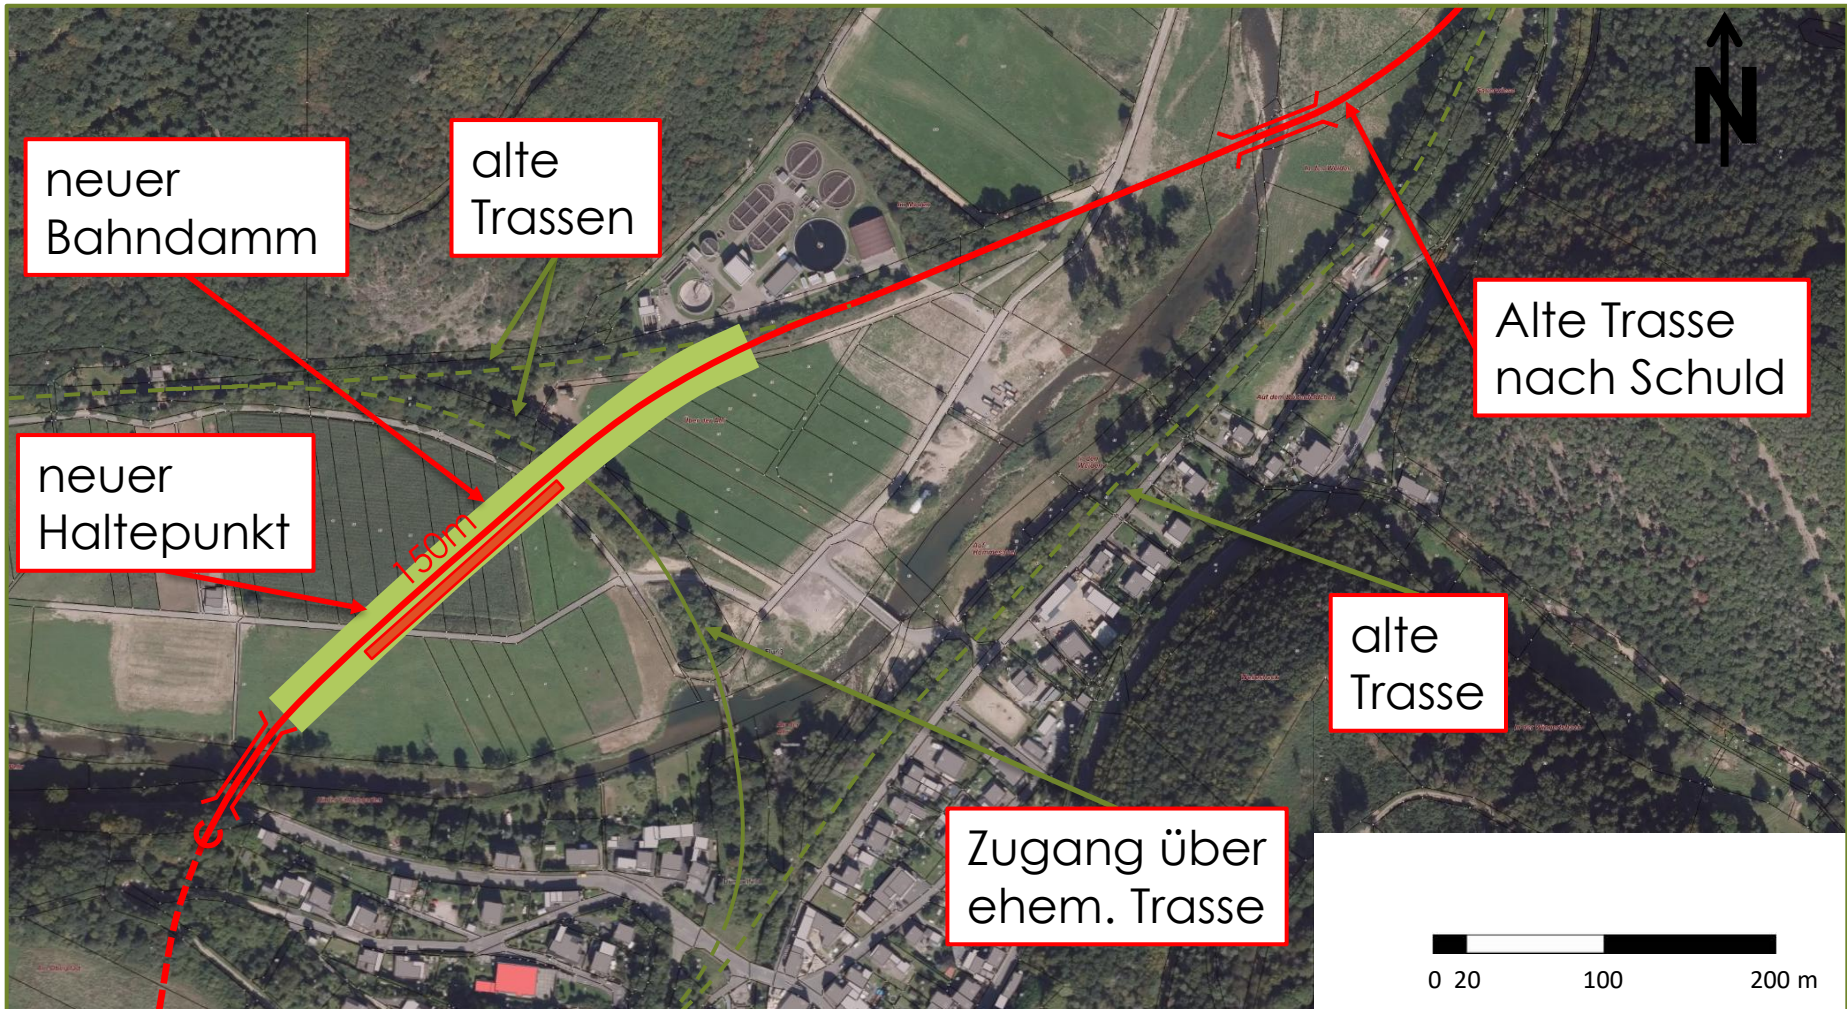 neuer
Bahndamm
alte
Trassen
N
Alte Trasse
nach Schuld
neuer
Haltepunkt
150m
alte
Trasse
Zugang über
ehem. Trasse
0 20 100 200 m